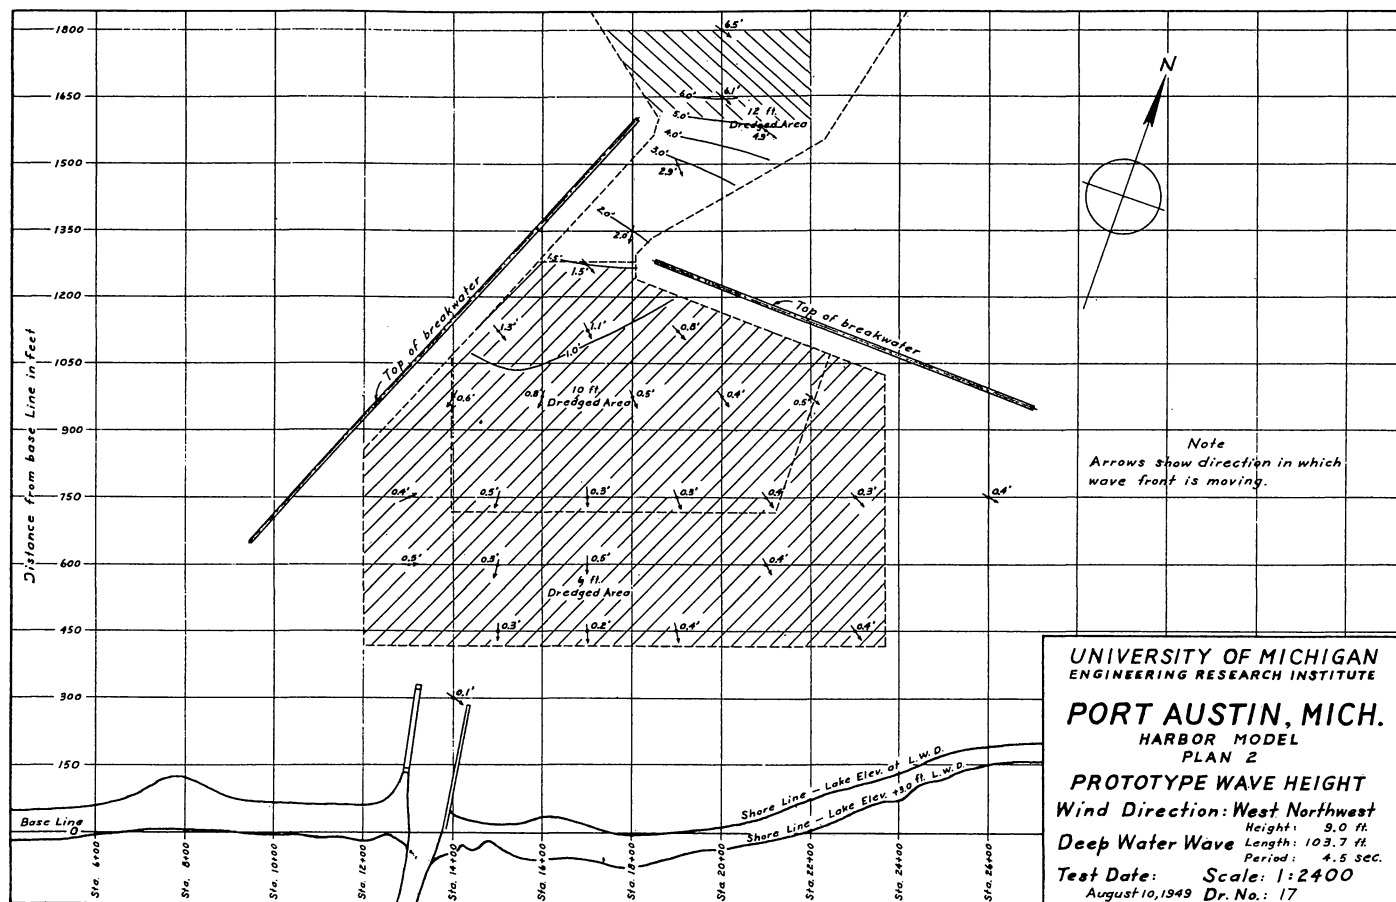 1800
1650
1500
1350
1200
1050
900
750
600
450
300
150
Base Line
0
Distance from base Line in feet
6.5'
6.0'
6.1'
5.0'
12 ft.
Dredged Area
4.0'
4.9'
3.0'
2.9'
2.0'
2.0'
1.5'
1.5'
1.3'
1.1'
0.8'
1.0'
Top of breakwater
Top of breakwater
0.6'
0.8'
10 ft.
Dredged Area
0.5'
0.4'
0.5'
0.4'
0.5'
0.3'
0.3'
0.4'
0.3'
0.4'
0.3'
0.5'
0.4'
ft.
Dredged Area
0.3'
0.2'
0.4'
0.4'
0.1'
N
Note
Arrows show direction in which
wave front is moving.
Shore Line - Lake Elev. at L.W.D.
Shore Line - Lake Elev. +3.0 ft. L.W.D.
Sta. 6+00
Sta. 8+00
Sta. 10+00
Sta. 12+00
Sta. 14+00
Sta. 16+00
Sta. 18+00
Sta. 20+00
Sta. 22+00
Sta. 24+00
Sta. 26+00
UNIVERSITY OF MICHIGAN
ENGINEERING RESEARCH INSTITUTE
PORT AUSTIN, MICH.
HARBOR MODEL
PLAN 2
PROTOTYPE WAVE HEIGHT
Wind Direction: West Northwest
Height: 9.0 ft.
Deep Water Wave Length: 103.7 ft.
Period: 4.5 sec.
Test Date: Scale: 1:2400
August 10, 1949 Dr. No.: 17